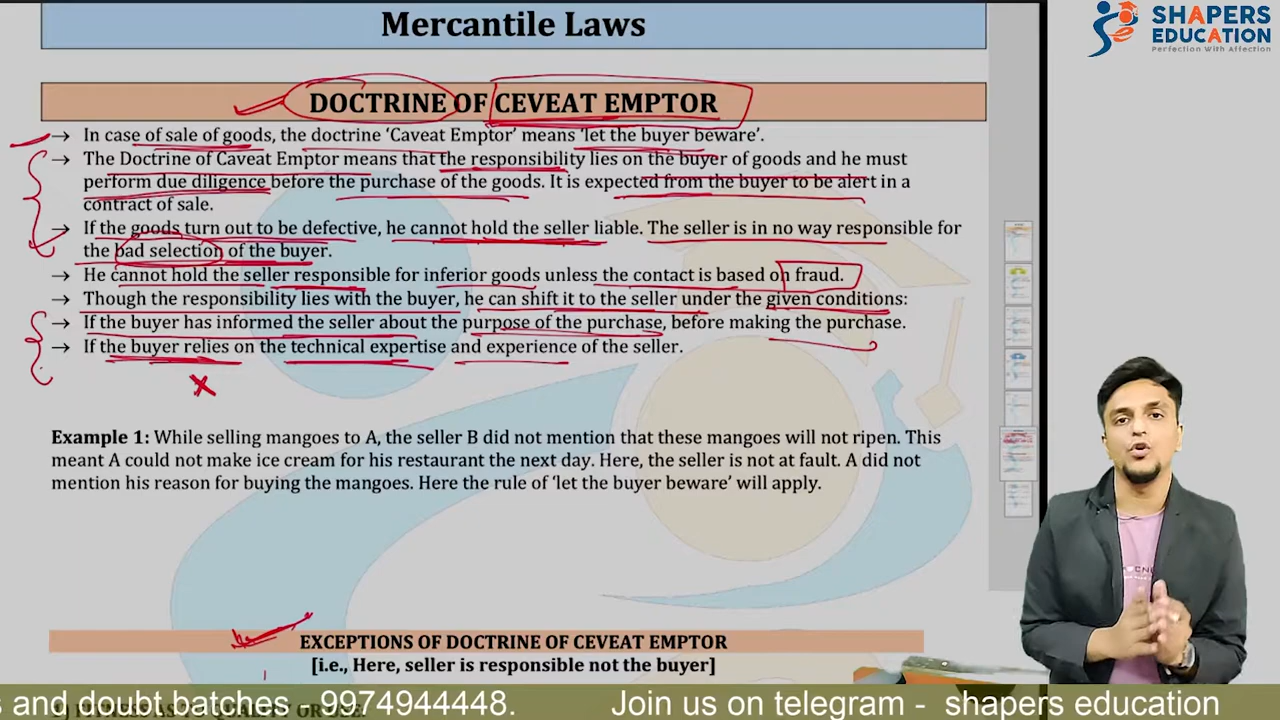 Mercantile Laws
SHAPERS
EDUCATION
Perfection With Affection
DOCTRINE OF CEVEAT EMPTOR
→ In case of sale of goods, the doctrine ‘Caveat Emptor’ means ‘let the buyer beware’.
→ The Doctrine of Caveat Emptor means that the responsibility lies on the buyer of goods and he must
perform due diligence before the purchase of the goods. It is expected from the buyer to be alert in a
contract of sale.
→ If the goods turn out to be defective, he cannot hold the seller liable. The seller is in no way responsible for
the bad selection of the buyer.
→ He cannot hold the seller responsible for inferior goods unless the contact is based on fraud.
→ Though the responsibility lies with the buyer, he can shift it to the seller under the given conditions:
→ If the buyer has informed the seller about the purpose of the purchase, before making the purchase.
→ If the buyer relies on the technical expertise and experience of the seller.
Example 1: While selling mangoes to A, the seller B did not mention that these mangoes will not ripen. This
meant A could not make ice cream for his restaurant the next day. Here, the seller is not at fault. A did not
mention his reason for buying the mangoes. Here the rule of ‘let the buyer beware’ will apply.
EXCEPTIONS OF DOCTRINE OF CEVEAT EMPTOR
[i.e., Here, seller is responsible not the buyer]
s and doubt batches - 9974944448. Join us on telegram - shapers education